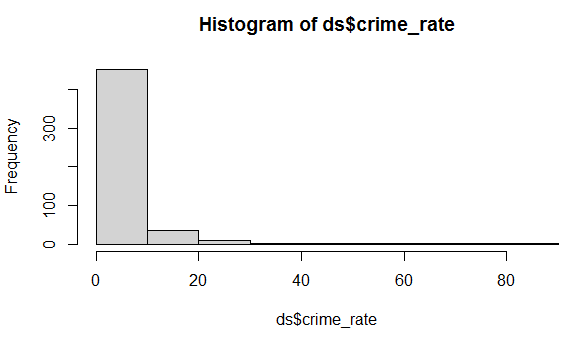 Histogram of ds$crime_rate
Frequency
300
100
0
0 20 40 60 80
ds$crime_rate